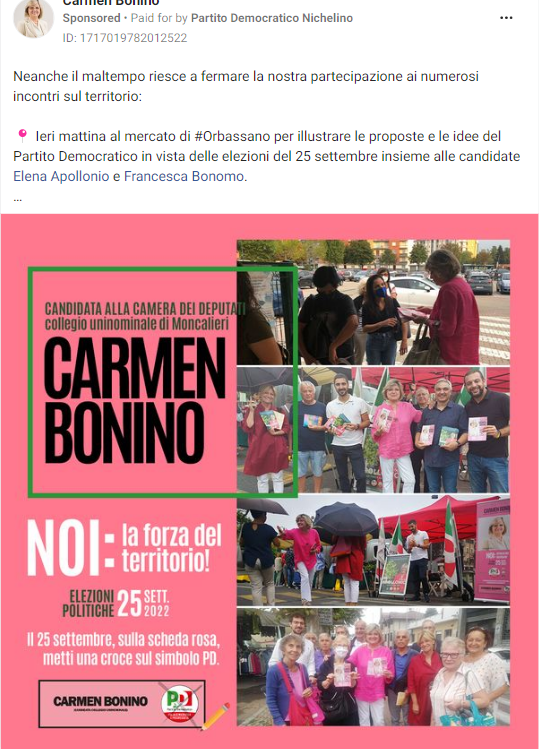 Carmen Bonino
Sponsored • Paid for by Partito Democratico Nichelino
ID: 1717019782012522
Neanche il maltempo riesce a fermare la nostra partecipazione ai numerosi
incontri sul territorio:
📍 Ieri mattina al mercato di #Orbassano per illustrare le proposte e le idee del
Partito Democratico in vista delle elezioni del 25 settembre insieme alle candidate
Elena Apollonio e Francesca Bonomo.
...
CANDIDATA ALLA CAMERA DEI DEPUTATI
collegio uninominale di Moncalieri
CARMEN
BONINO
NOI: la forza del
territorio!
ELEZIONI
POLITICHE 25 SETT.
2022
il 25 settembre, sulla scheda rosa,
metti una croce sul simbolo PD.
CARMEN BONINO
PD
CARMEN BONINO
NOI: